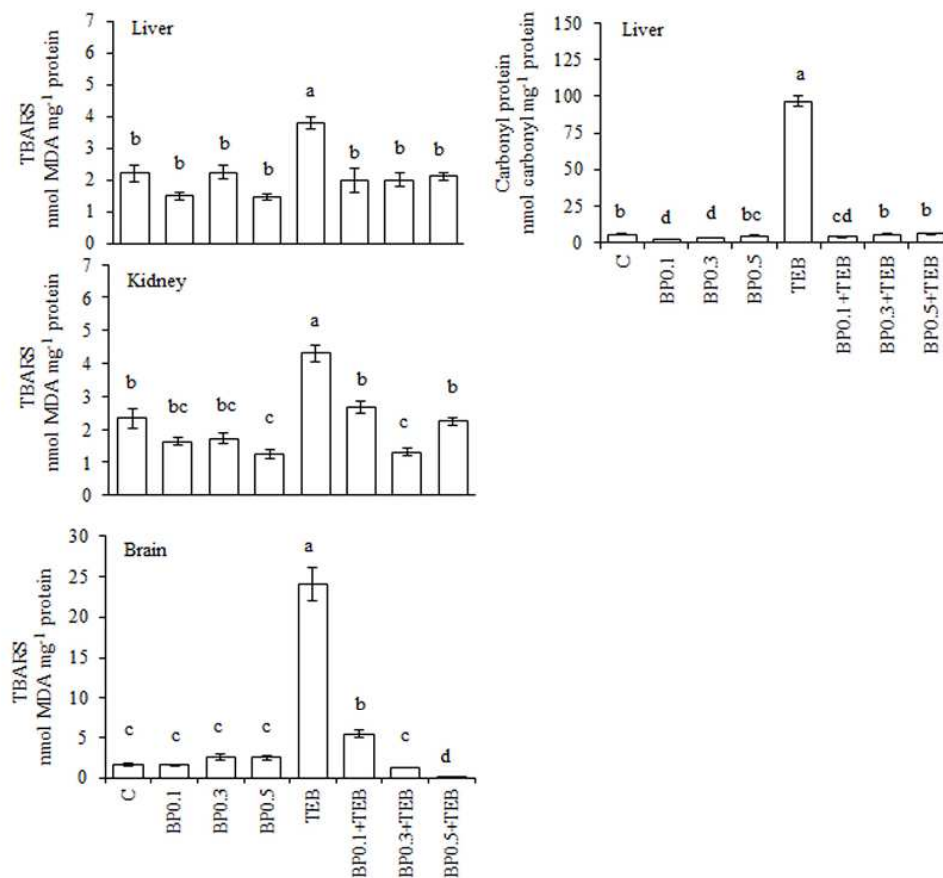 Liver
TBARS
nmol MDA mg-1 protein
7
6
5
4
3
2
1
0
b
b
b
b
a
b
b
b
Kidney
TBARS
nmol MDA mg-1 protein
7
6
5
4
3
2
1
0
b
bc
bc
c
a
b
c
b
Brain
TBARS
nmol MDA mg-1 protein
30
25
20
15
10
5
0
c
c
c
c
a
b
c
d
C
BP0.1
BP0.3
BP0.5
TEB
BP0.1+TEB
BP0.3+TEB
BP0.5+TEB
Liver
Carbonyl protein
nmol carbonyl mg-1 protein
150
125
100
75
50
25
0
b
d
d
bc
a
cd
b
b
C
BP0.1
BP0.3
BP0.5
TEB
BP0.1+TEB
BP0.3+TEB
BP0.5+TEB